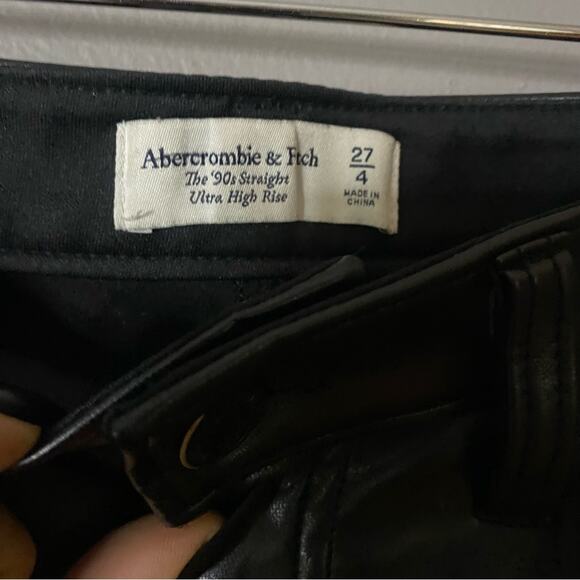 Abercrombie & Fitch
The '90s Straight
Ultra High Rise
27
4
MADE IN
CHINA